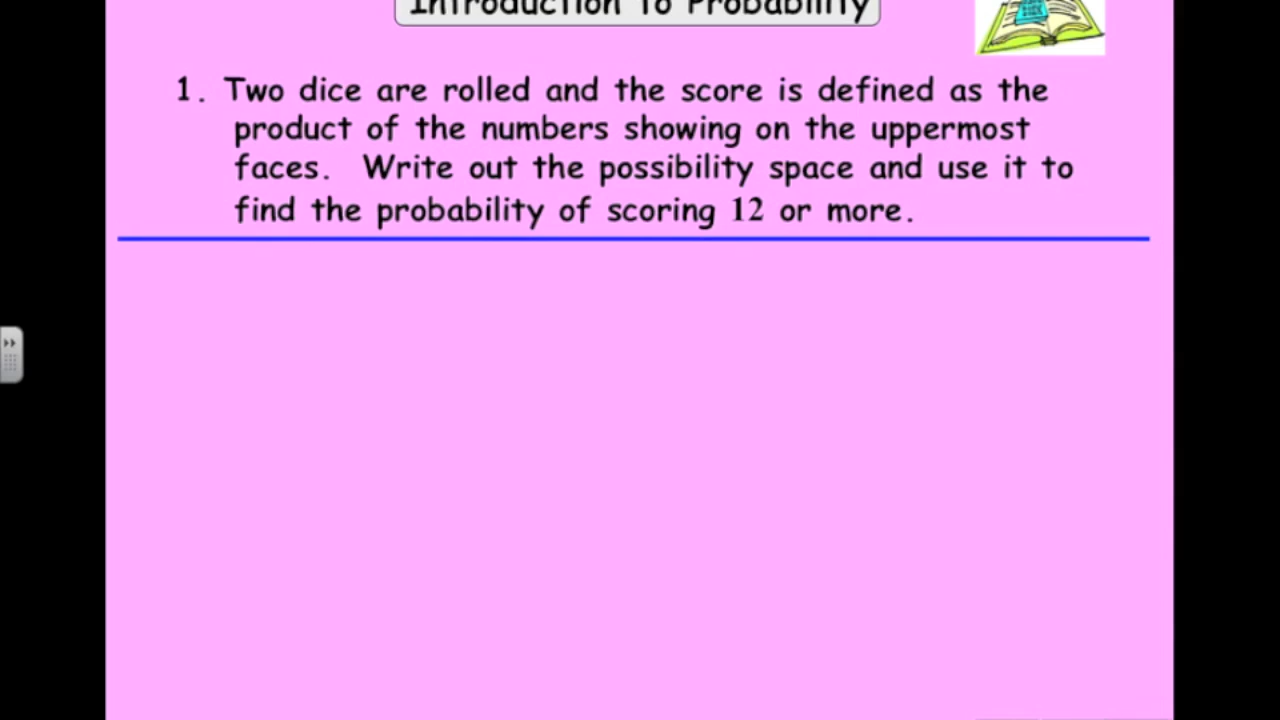 Introduction to Probability
1. Two dice are rolled and the score is defined as the
product of the numbers showing on the uppermost
faces. Write out the possibility space and use it to
find the probability of scoring 12 or more.